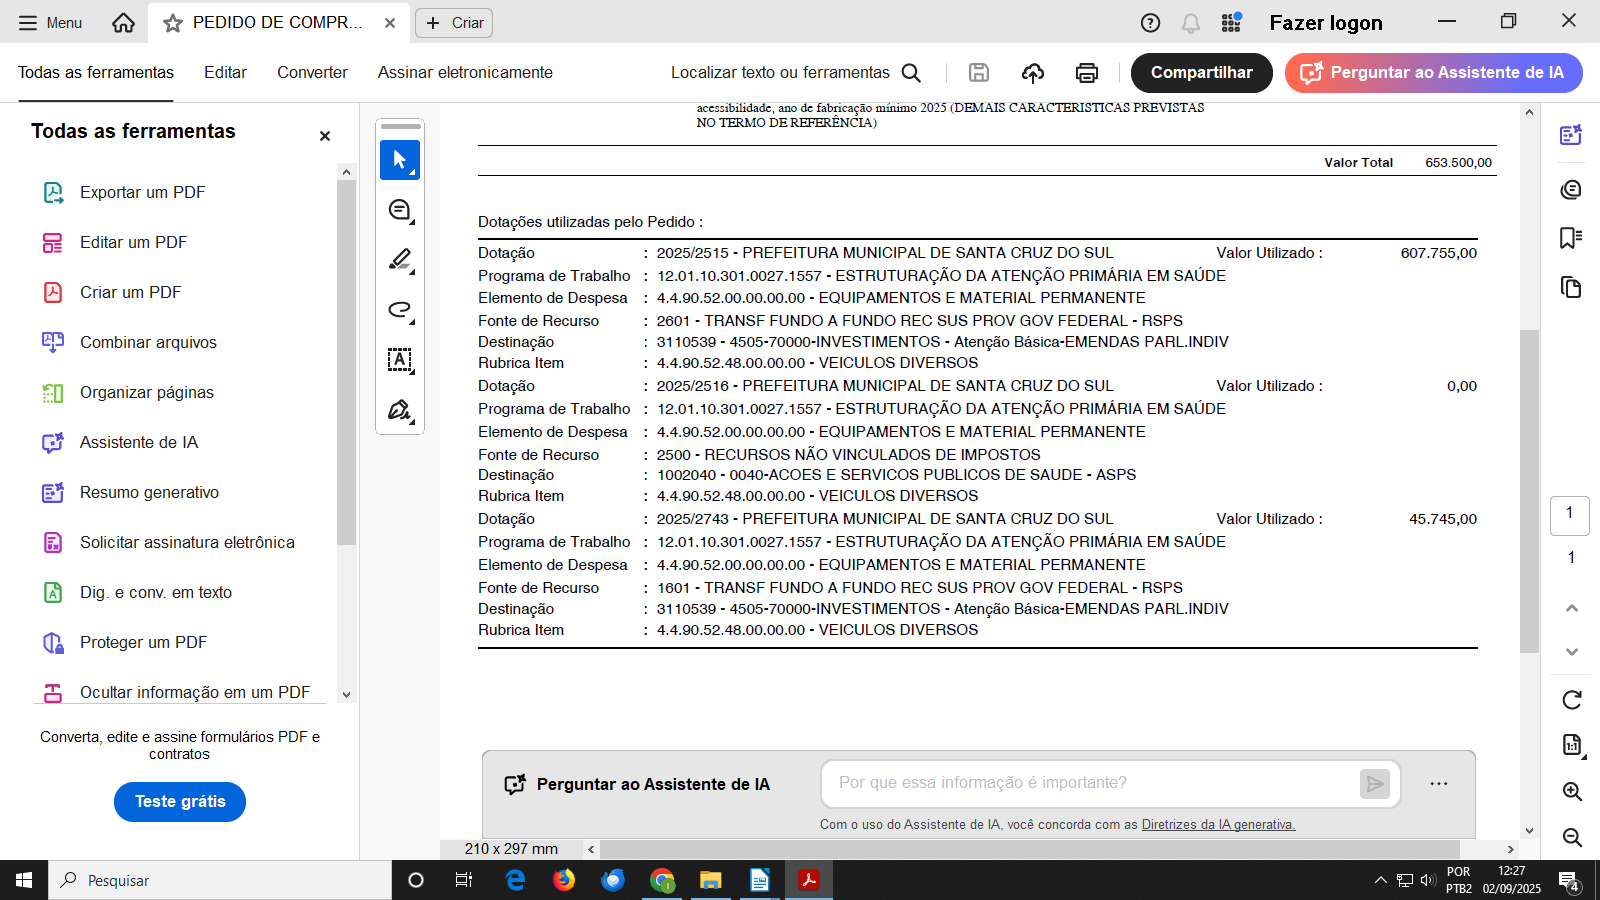 Menu
PEDIDO DE COMPR...
Criar
Fazer logon
Todas as ferramentas
Editar
Converter
Assinar eletronicamente
Localizar texto ou ferramentas
Compartilhar
Perguntar ao Assistente de IA
Todas as ferramentas
Exportar um PDF
Editar um PDF
Criar um PDF
Combinar arquivos
Organizar páginas
Assistente de IA
Resumo generativo
Solicitar assinatura eletrônica
Dig. e conv. em texto
Proteger um PDF
Ocultar informação em um PDF
Converta, edite e assine formulários PDF e
contratos
Teste grátis
acessibilidade, ano de fabricação mínimo 2025 (DEMAIS CARACTERISTICAS PREVISTAS
NO TERMO DE REFERÊNCIA)
Valor Total 653.500,00
Dotações utilizadas pelo Pedido :
Dotação : 2025/2515 - PREFEITURA MUNICIPAL DE SANTA CRUZ DO SUL Valor Utilizado : 607.755,00
Programa de Trabalho : 12.01.10.301.0027.1557 - ESTRUTURAÇÃO DA ATENÇÃO PRIMÁRIA EM SAÚDE
Elemento de Despesa : 4.4.90.52.00.00.00.00 - EQUIPAMENTOS E MATERIAL PERMANENTE
Fonte de Recurso : 2601 - TRANSF FUNDO A FUNDO REC SUS PROV GOV FEDERAL - RSPS
Destinação : 3110539 - 4505-70000-INVESTIMENTOS - Atenção Básica-EMENDAS PARL.INDIV
Rubrica Item : 4.4.90.52.48.00.00.00 - VEICULOS DIVERSOS
Dotação : 2025/2516 - PREFEITURA MUNICIPAL DE SANTA CRUZ DO SUL Valor Utilizado : 0,00
Programa de Trabalho : 12.01.10.301.0027.1557 - ESTRUTURAÇÃO DA ATENÇÃO PRIMÁRIA EM SAÚDE
Elemento de Despesa : 4.4.90.52.00.00.00.00 - EQUIPAMENTOS E MATERIAL PERMANENTE
Fonte de Recurso : 2500 - RECURSOS NÃO VINCULADOS DE IMPOSTOS
Destinação : 1002040 - 0040-ACOES E SERVICOS PUBLICOS DE SAUDE - ASPS
Rubrica Item : 4.4.90.52.48.00.00.00 - VEICULOS DIVERSOS
Dotação : 2025/2743 - PREFEITURA MUNICIPAL DE SANTA CRUZ DO SUL Valor Utilizado : 45.745,00
Programa de Trabalho : 12.01.10.301.0027.1557 - ESTRUTURAÇÃO DA ATENÇÃO PRIMÁRIA EM SAÚDE
Elemento de Despesa : 4.4.90.52.00.00.00.00 - EQUIPAMENTOS E MATERIAL PERMANENTE
Fonte de Recurso : 1601 - TRANSF FUNDO A FUNDO REC SUS PROV GOV FEDERAL - RSPS
Destinação : 3110539 - 4505-70000-INVESTIMENTOS - Atenção Básica-EMENDAS PARL.INDIV
Rubrica Item : 4.4.90.52.48.00.00.00 - VEICULOS DIVERSOS
Perguntar ao Assistente de IA
Por que essa informação é importante?
Com o uso do Assistente de IA, você concorda com as Diretrizes da IA generativa.
210 x 297 mm
1
1
1:1
Pesquisar
POR
PTB2
12:27
02/09/2025
4